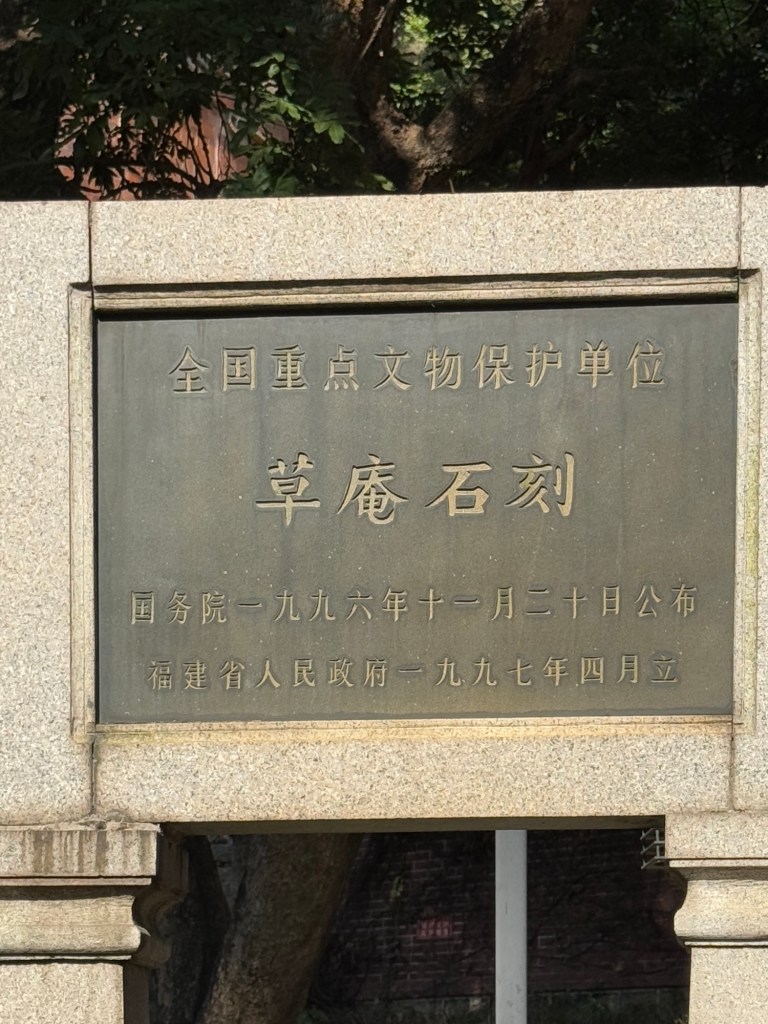 全国重点文物保护单位
草庵石刻
国务院一九九六年十一月二十日公布
福建省人民政府一九九七年四月立